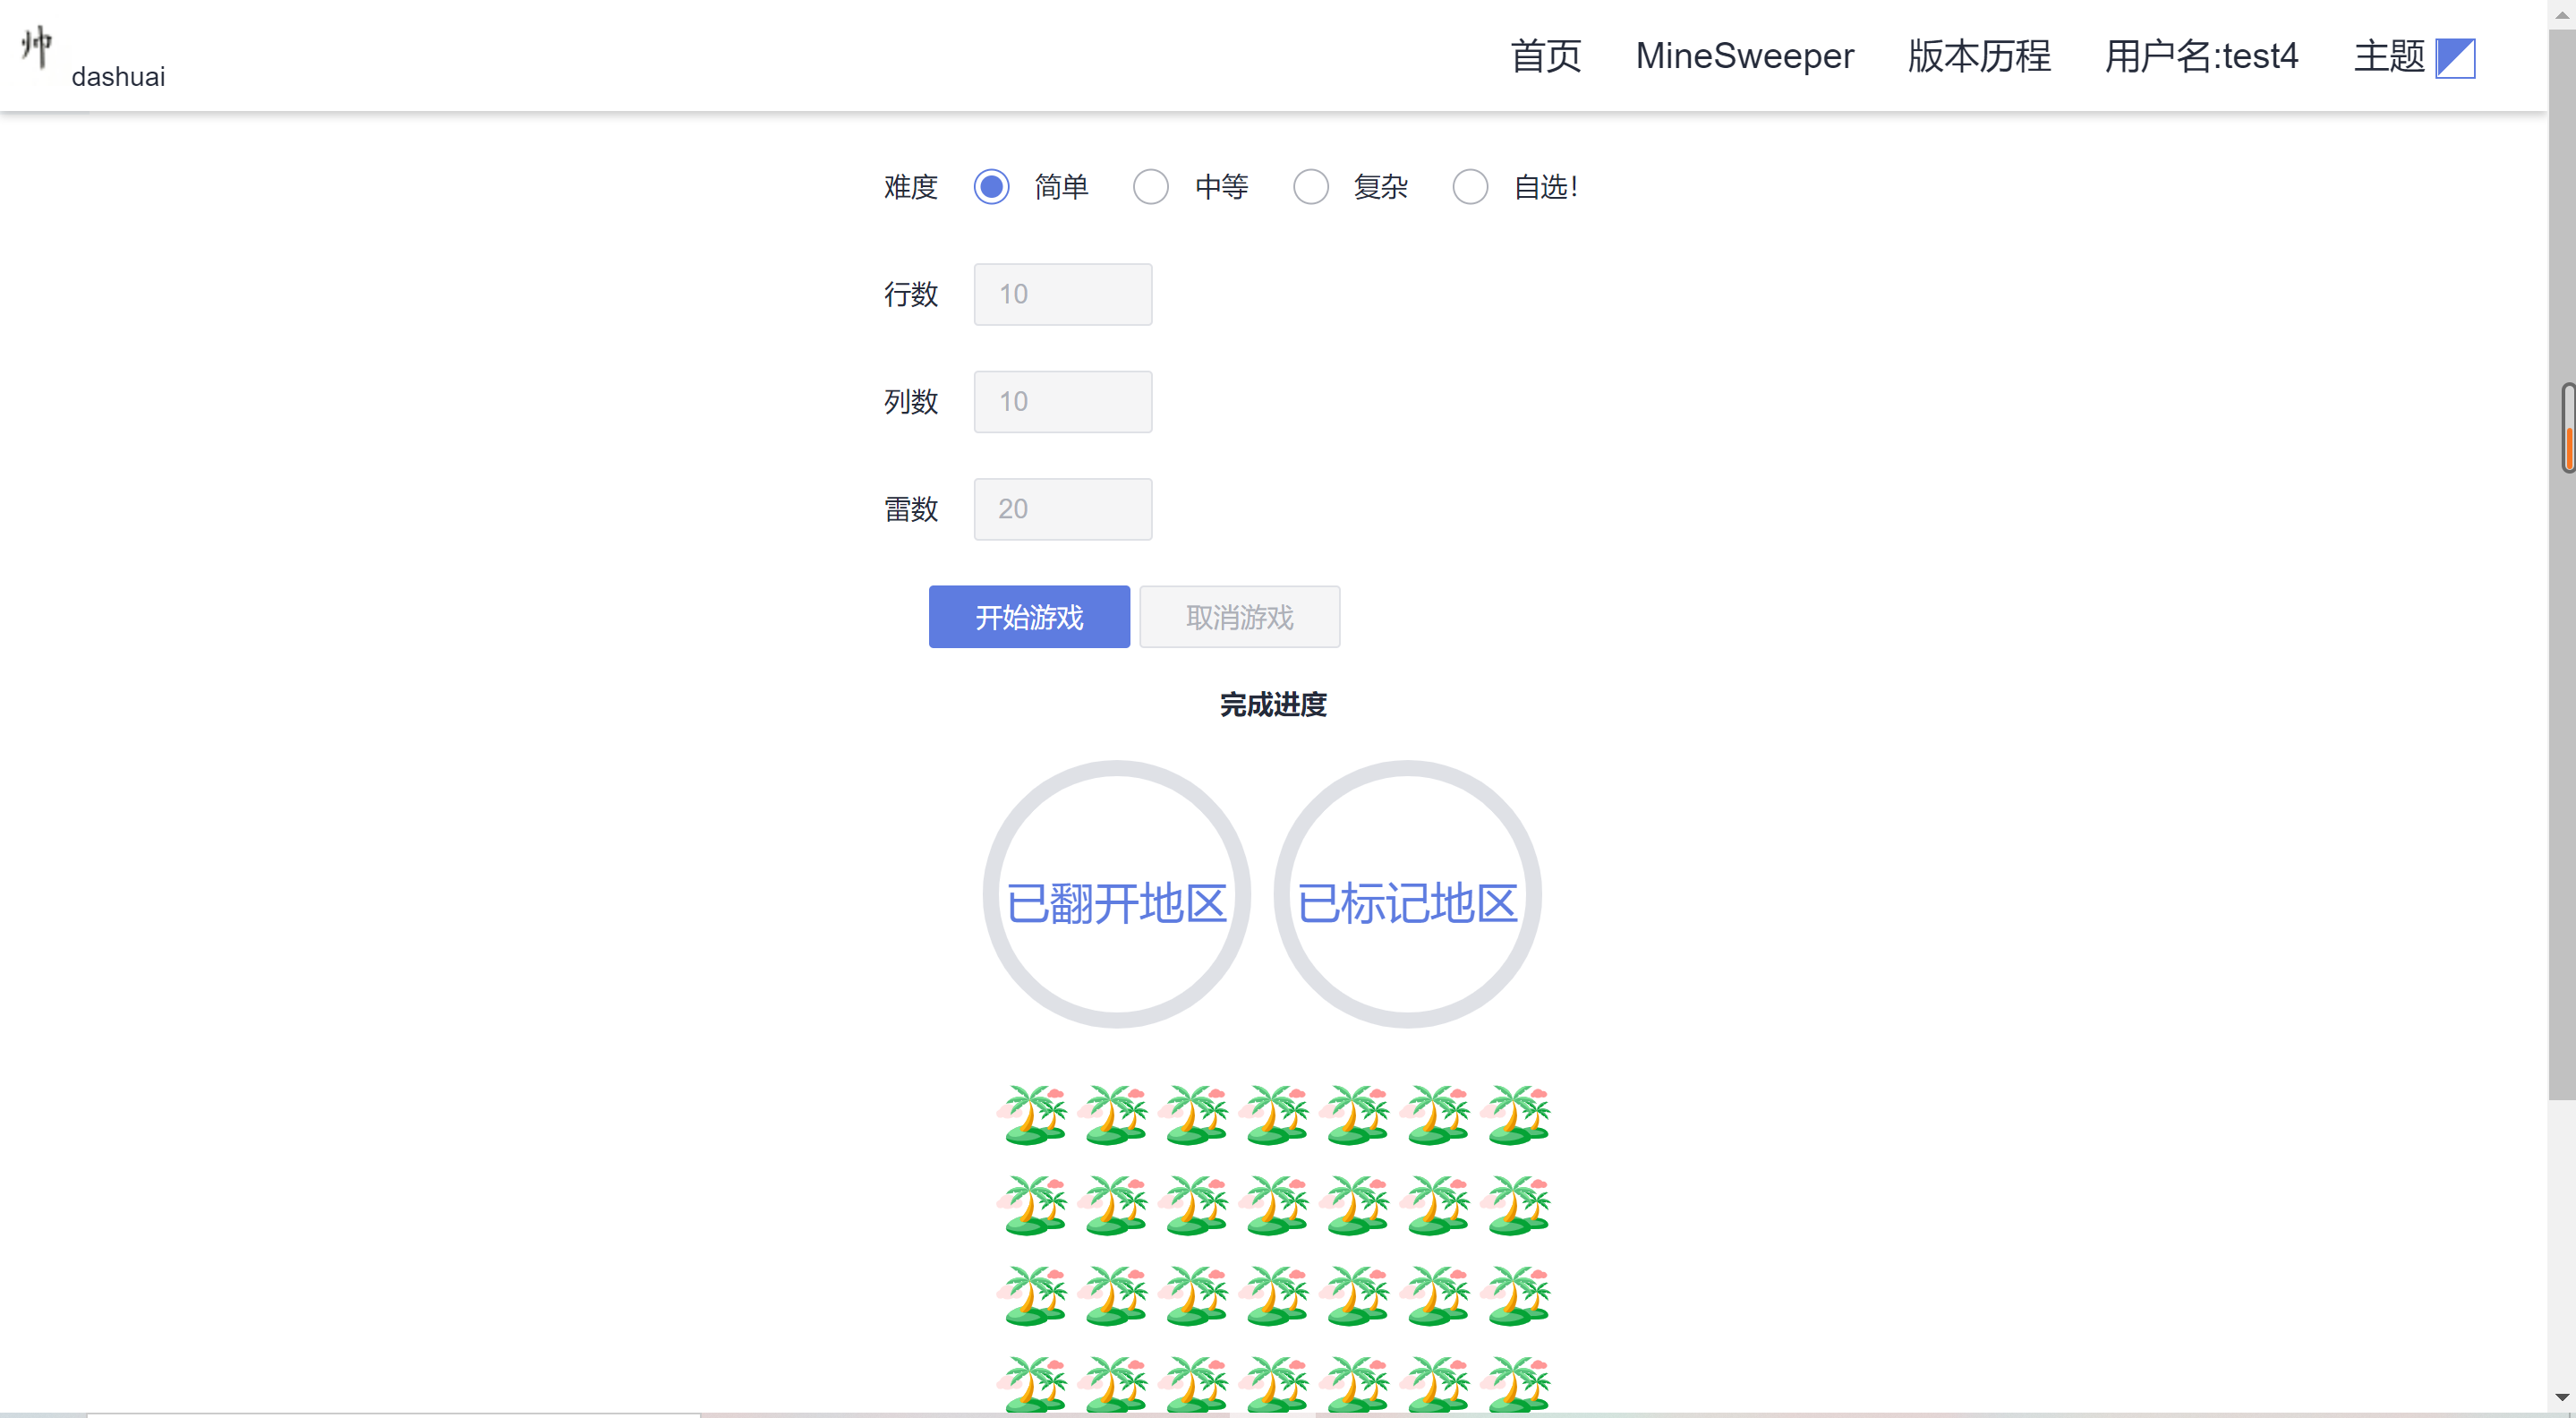 帅
dashuai
首页 MineSweeper 版本历程 用户名:test4 主题
难度 简单 中等 复杂 自选！
行数 10
列数 10
雷数 20
开始游戏 取消游戏
完成进度
已翻开地区 已标记地区